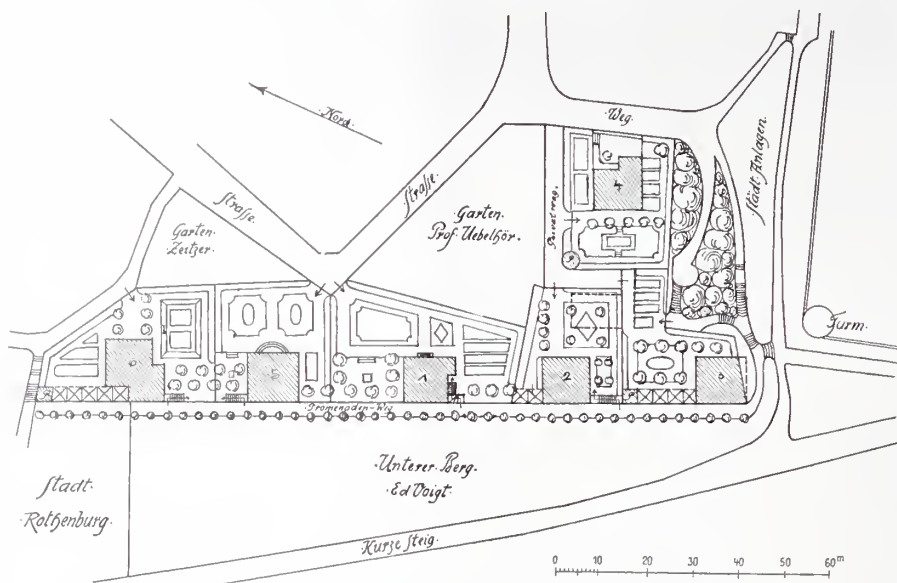 Nord.
Weg.
Städt. Anlagen.
Strasse.
Strasse.
4
Garten
Prof. Uebelhör.
Privatweg.
Garten
Zeitzer.
Turm.
6
5
1
2
3
Promenaden-Weg
Unterer Berg.
Ed Voigt.
Stadt
Rothenburg.
Kurze Steig.
0 10 20 30 40 50 60m